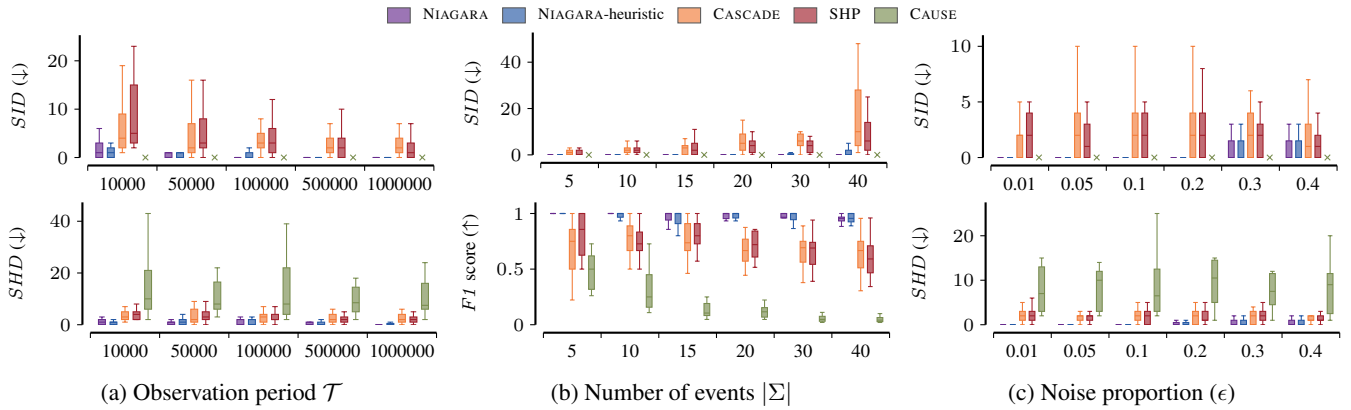 NIAGARA NIAGARA-heuristic CASCADE SHP CAUSE
SID (↓)
20
10
0
10000 50000 100000 500000 1000000
SHD (↓)
40
20
0
10000 50000 100000 500000 1000000
(a) Observation period 𝒯
SID (↓)
40
20
0
5 10 15 20 30 40
F1 score (↑)
1
0.5
0
5 10 15 20 30 40
(b) Number of events |Σ|
SID (↓)
10
5
0
0.01 0.05 0.1 0.2 0.3 0.4
SHD (↓)
20
10
0
0.01 0.05 0.1 0.2 0.3 0.4
(c) Noise proportion (ϵ)